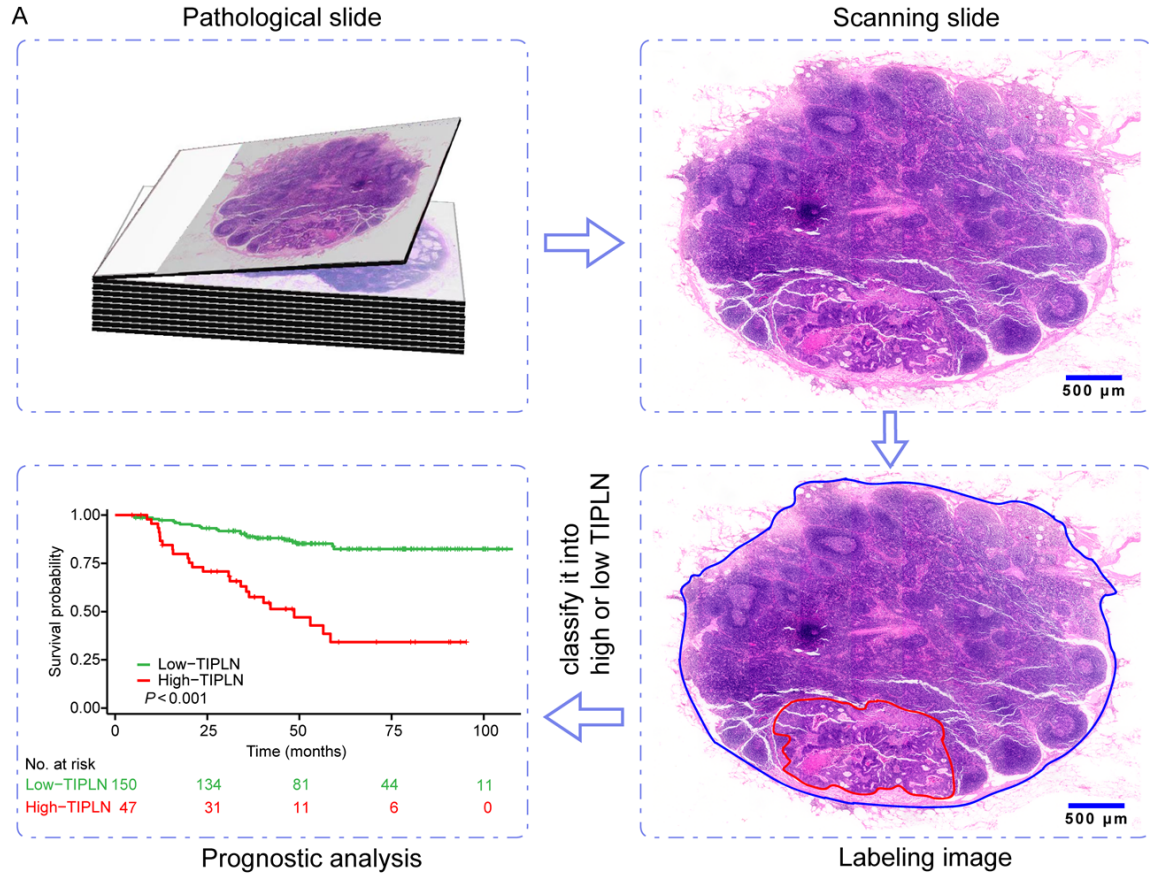 A
Pathological slide
Scanning slide
500 μm
classify it into
high or low TIPLN
500 μm
Labeling image
1.00
0.75
0.50
0.25
0.00
Survival probability
Low−TIPLN
High−TIPLN
P < 0.001
0 25 50 75 100
Time (months)
No. at risk
Low−TIPLN 150 134 81 44 11
High−TIPLN 47 31 11 6 0
Prognostic analysis